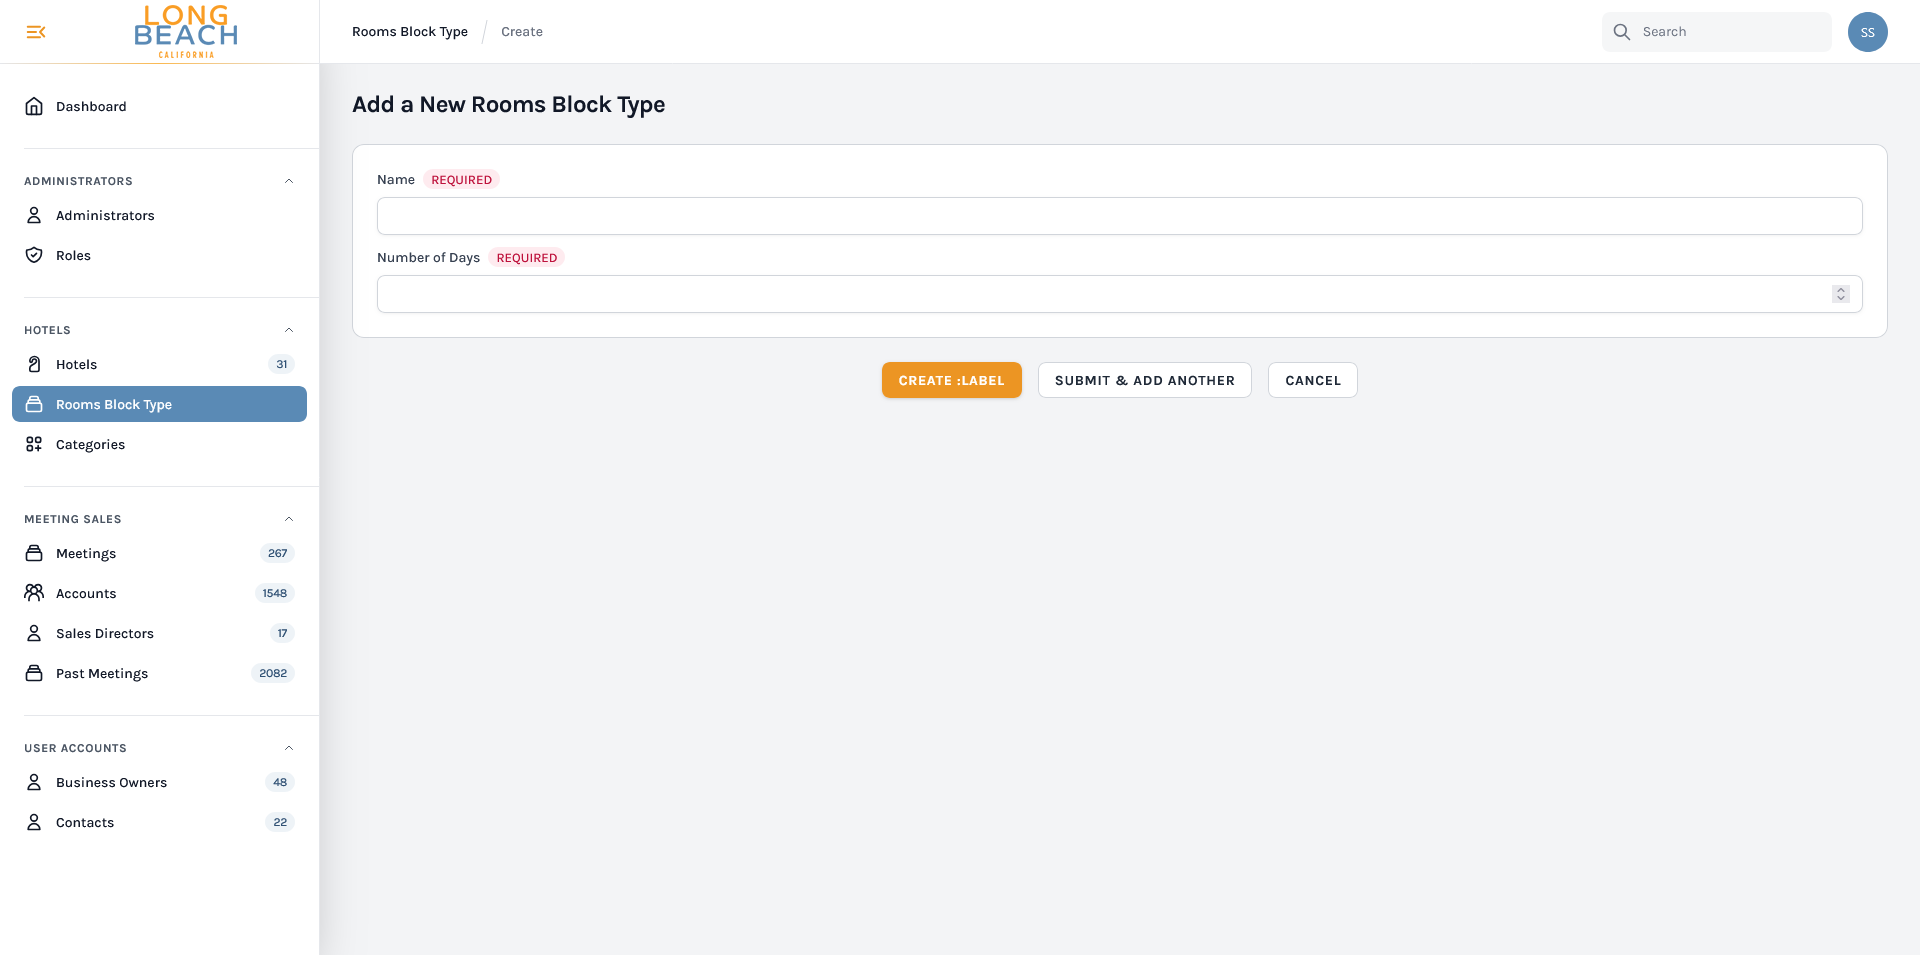 LONG
BEACH
CALIFORNIA
Rooms Block Type / Create
Search
SS
Dashboard
ADMINISTRATORS
Administrators
Roles
HOTELS
Hotels 31
Rooms Block Type
Categories
MEETING SALES
Meetings 267
Accounts 1548
Sales Directors 17
Past Meetings 2082
USER ACCOUNTS
Business Owners 48
Contacts 22
Add a New Rooms Block Type
Name REQUIRED
Number of Days REQUIRED
CREATE :LABEL
SUBMIT & ADD ANOTHER
CANCEL